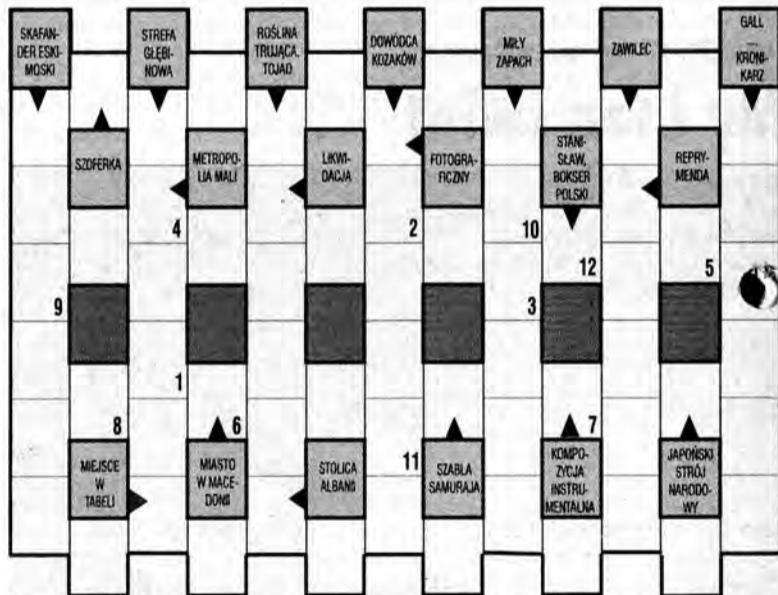 SKAFAN-
DER ESKI-
MOSKI
STREFA
GŁĘBI-
NOWA
ROŚLINA
TRUJĄCA,
TOJAD
DOWÓDCA
KOZAKÓW
MIŁY
ZAPACH
ZAWILEC
GALL
—
KRONI-
KARZ
SZOFERKA
METROPO-
LIA MALI
LIKWI-
DACJA
FOTOGRA-
FICZNY
STANI-
SŁAW,
BOKSER
POLSKI
REPRY-
MENDA
4
2
10
12
5
9
3
1
8
6
7
11
MIEJSCE
W
TABELI
MIASTO
W MACE-
DONII
STOLICA
ALBANII
SZABLA
SAMURAJA
KOMPO-
ZYCJA
INSTRU-
MENTALNA
JAPOŃSKI
STRÓJ
NARODO-
WY